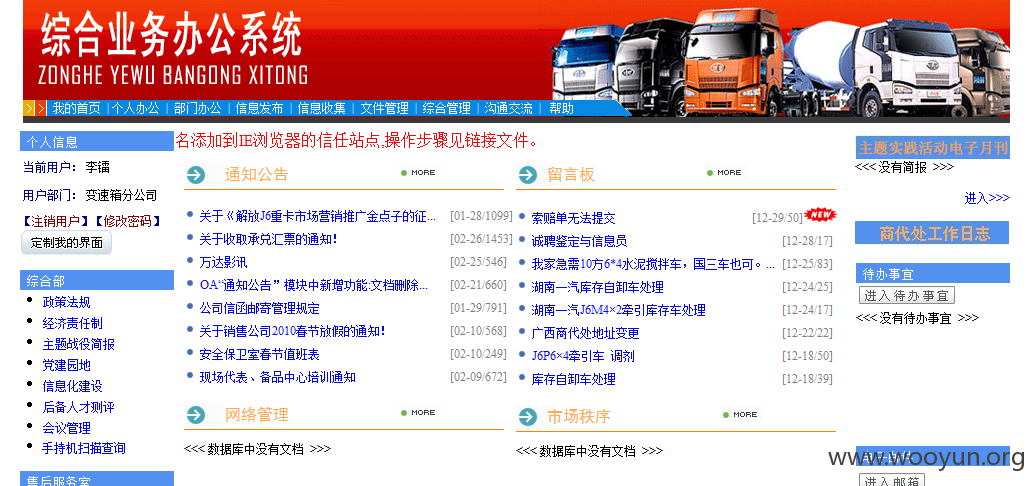 综合业务办公系统
ZONGHE YEWU BANGONG XITONG
我的首页 | 个人办公 | 部门办公 | 信息发布 | 信息收集 | 文件管理 | 综合管理 | 沟通交流 | 帮助
个人信息
当前用户: 李镭
用户部门: 变速箱分公司
【注销用户】【修改密码】
定制我的界面
综合部
政策法规
经济责任制
主题战役简报
党建园地
信息化建设
后备人才测评
会议管理
手持机扫描查询
售后服务室
名添加到IE浏览器的信任站点,操作步骤见链接文件。
通知公告 MORE
关于《解放J6重卡市场营销推广金点子的征... [01-28/1099]
关于收取承兑汇票的通知! [02-26/1453]
万达影讯 [02-25/546]
OA“通知公告”模块中新增功能:文档删除... [02-21/660]
公司信函邮寄管理规定 [01-29/791]
关于销售公司2010春节放假的通知! [02-10/568]
安全保卫室春节值班表 [02-10/249]
现场代表、备品中心培训通知 [02-09/672]
网络管理 MORE
<<< 数据库中没有文档 >>>
留言板 MORE
索赔单无法提交 [12-29/50] NEW
诚聘鉴定与信息员 [12-28/17]
我家急需10方6*4水泥搅拌车，国三车也可。... [12-25/83]
湖南一汽库存自卸车处理 [12-24/25]
湖南一汽J6M4×2牵引库存车处理 [12-24/17]
广西商代处地址变更 [12-22/22]
J6P6×4牵引车 调剂 [12-18/50]
库存自卸车处理 [12-18/39]
市场秩序 MORE
<<< 数据库中没有文档 >>>
主题实践活动电子月刊
<<< 没有简报 >>>
进入>>>
商代处工作日志
待办事宜
进入待办事宜
<<< 没有待办事宜 >>>
进入邮箱
www.wooyun.org